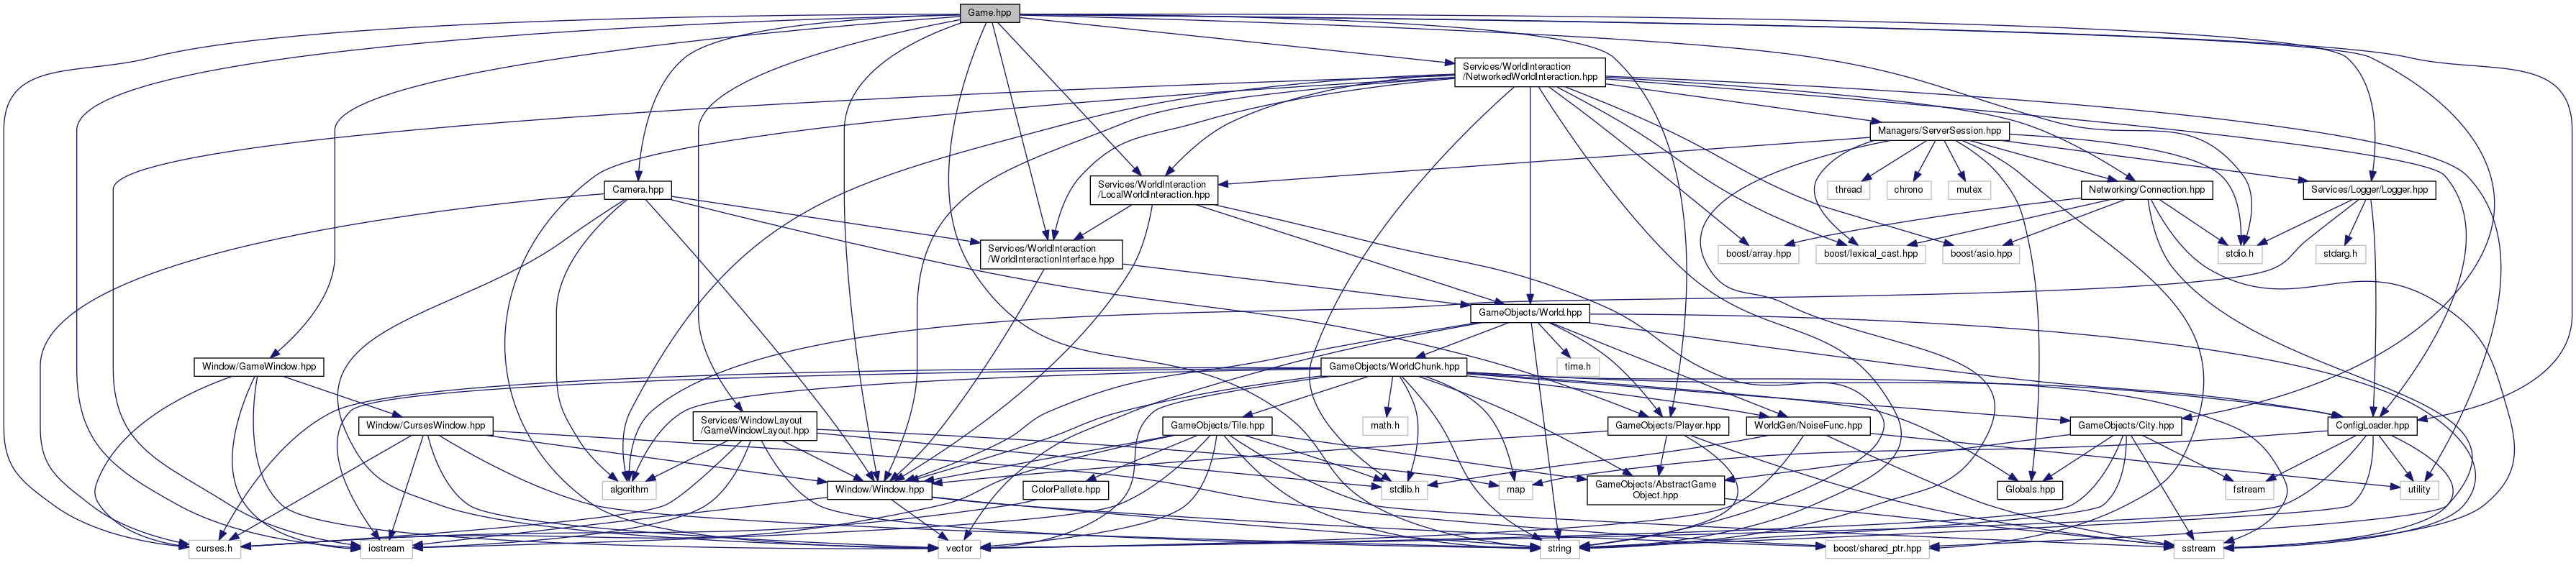 Game.hpp
Services/WorldInteraction
/NetworkedWorldInteraction.hpp
Managers/ServerSession.hpp
Camera.hpp
Services/WorldInteraction
/LocalWorldInteraction.hpp
thread
chrono
mutex
Networking/Connection.hpp
Services/Logger/Logger.hpp
Services/WorldInteraction
/WorldInteractionInterface.hpp
boost/array.hpp
boost/lexical_cast.hpp
boost/asio.hpp
stdio.h
stdarg.h
GameObjects/World.hpp
Window/GameWindow.hpp
GameObjects/WorldChunk.hpp
time.h
Window/CursesWindow.hpp
Services/WindowLayout
/GameWindowLayout.hpp
GameObjects/Tile.hpp
math.h
GameObjects/Player.hpp
WorldGen/NoiseFunc.hpp
GameObjects/City.hpp
ConfigLoader.hpp
algorithm
Window/Window.hpp
ColorPallete.hpp
stdlib.h
map
GameObjects/AbstractGame
Object.hpp
Globals.hpp
fstream
utility
curses.h
iostream
vector
string
boost/shared_ptr.hpp
sstream